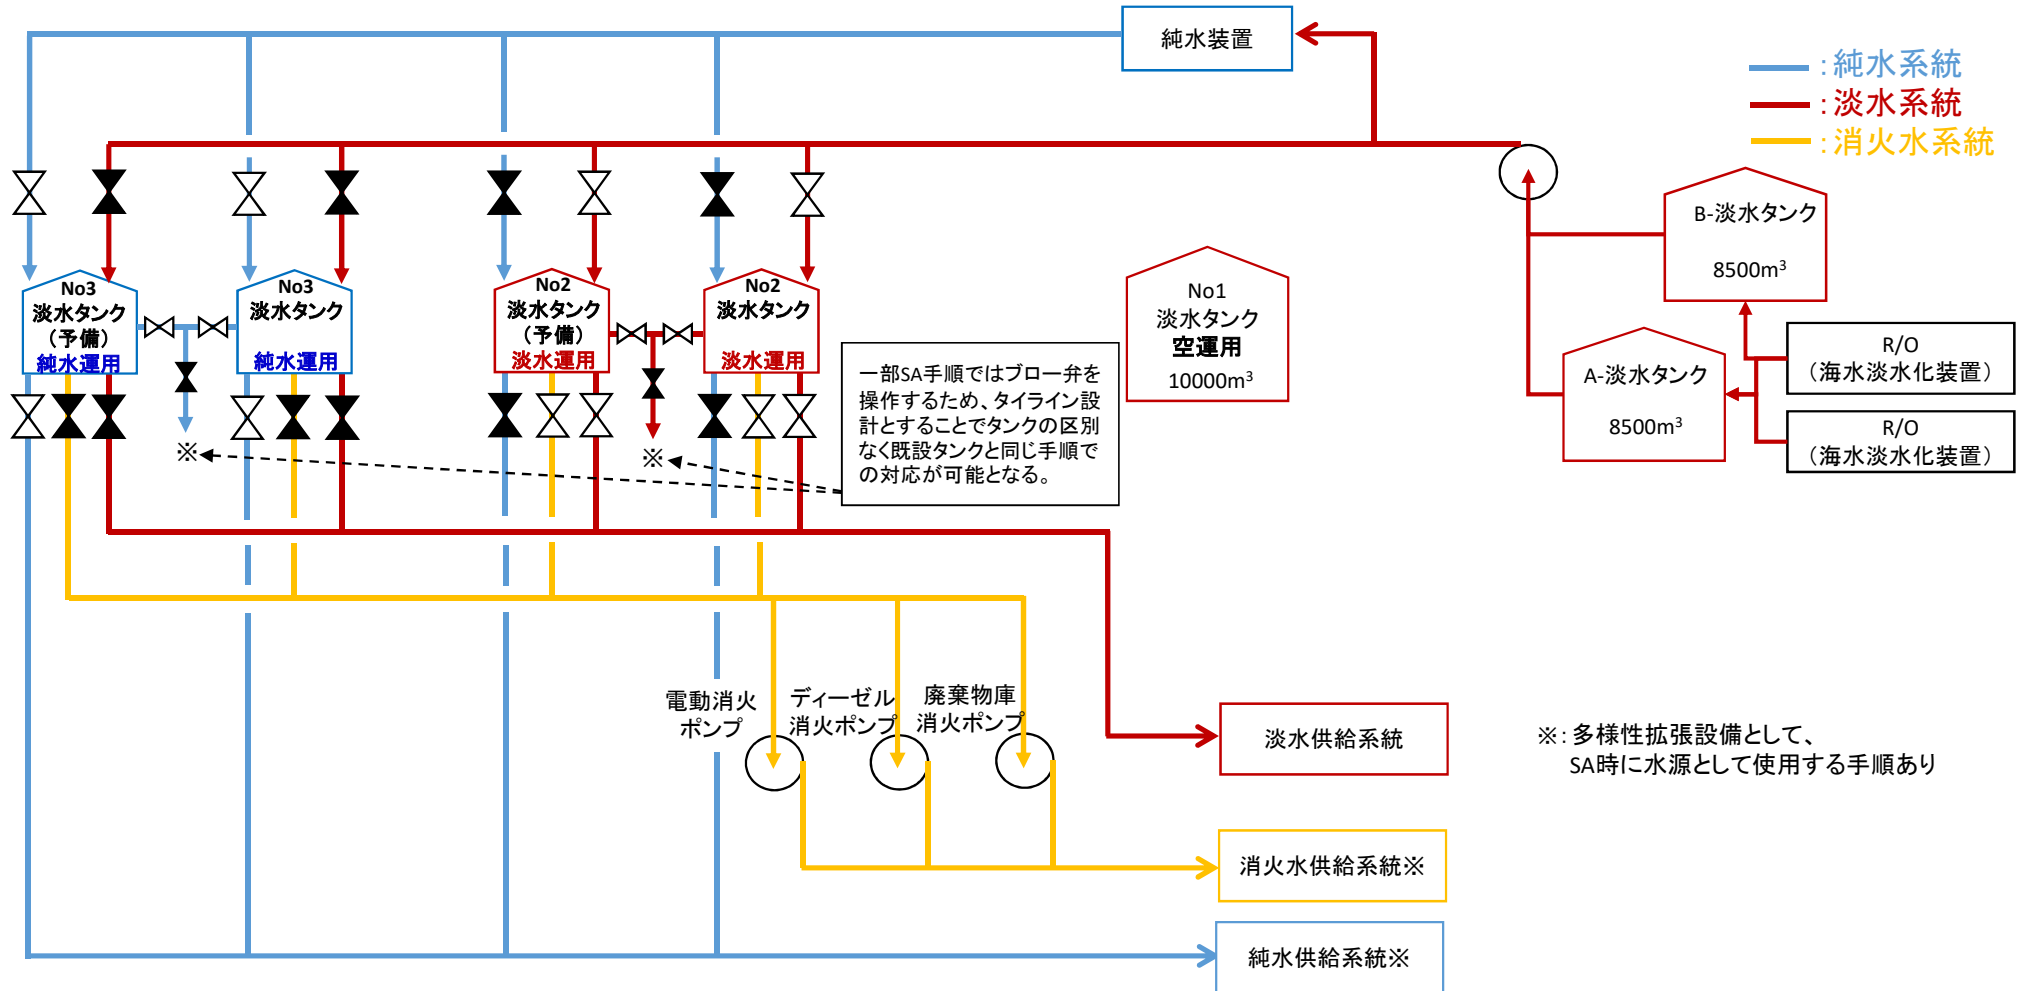 純水装置
:純水系統
:淡水系統
:消火水系統
No3
淡水タンク
(予備)
純水運用
No3
淡水タンク
純水運用
No2
淡水タンク
(予備)
淡水運用
No2
淡水タンク
淡水運用
No1
淡水タンク
空運用
10000m³
B-淡水タンク
8500m³
A-淡水タンク
8500m³
R/O
(海水淡水化装置)
R/O
(海水淡水化装置)
※
※
一部SA手順ではブロー弁を
操作するため、タイライン設
計とすることでタンクの区別
なく既設タンクと同じ手順で
の対応が可能となる。
電動消火
ポンプ
ディーゼル
消火ポンプ
廃棄物庫
消火ポンプ
淡水供給系統
※:多様性拡張設備として、
SA時に水源として使用する手順あり
消火水供給系統※
純水供給系統※